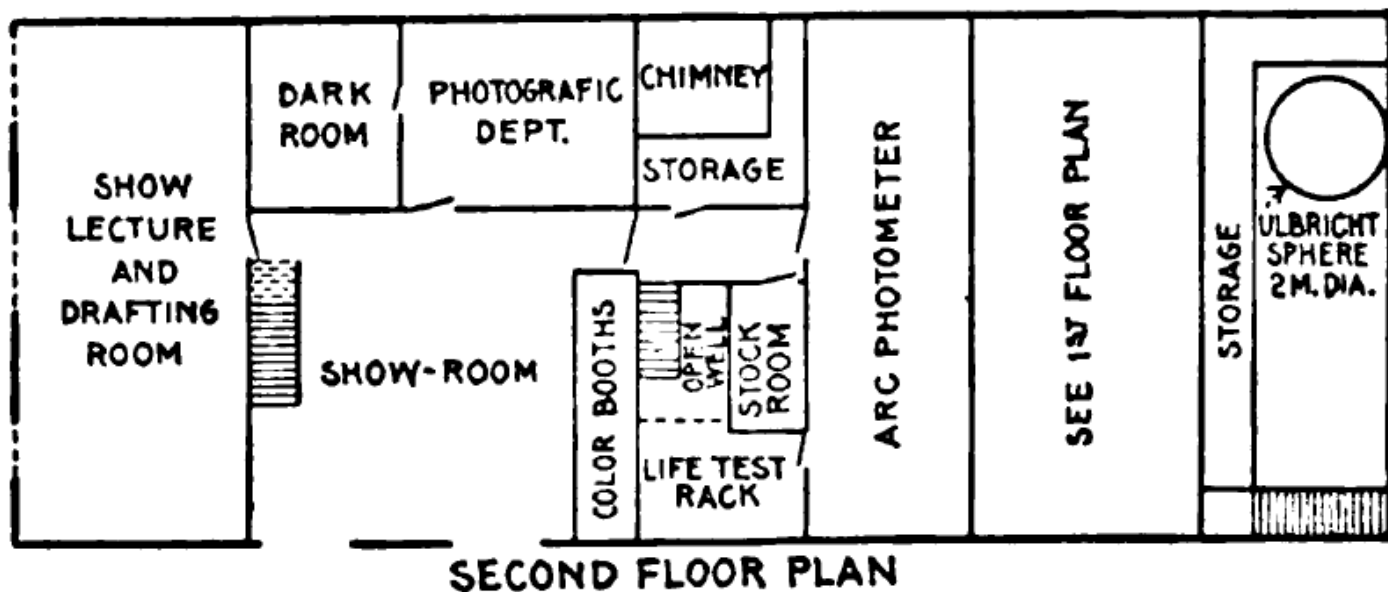 SHOW
LECTURE
AND
DRAFTING
ROOM
DARK
ROOM
PHOTOGRAFIC
DEPT.
CHIMNEY
STORAGE
SHOW-ROOM
COLOR BOOTHS
OPEN
WELL
STOCK
ROOM
LIFE TEST
RACK
ARC PHOTOMETER
SEE 1ST FLOOR PLAN
STORAGE
ULBRICHT
SPHERE
2M. DIA.
SECOND FLOOR PLAN